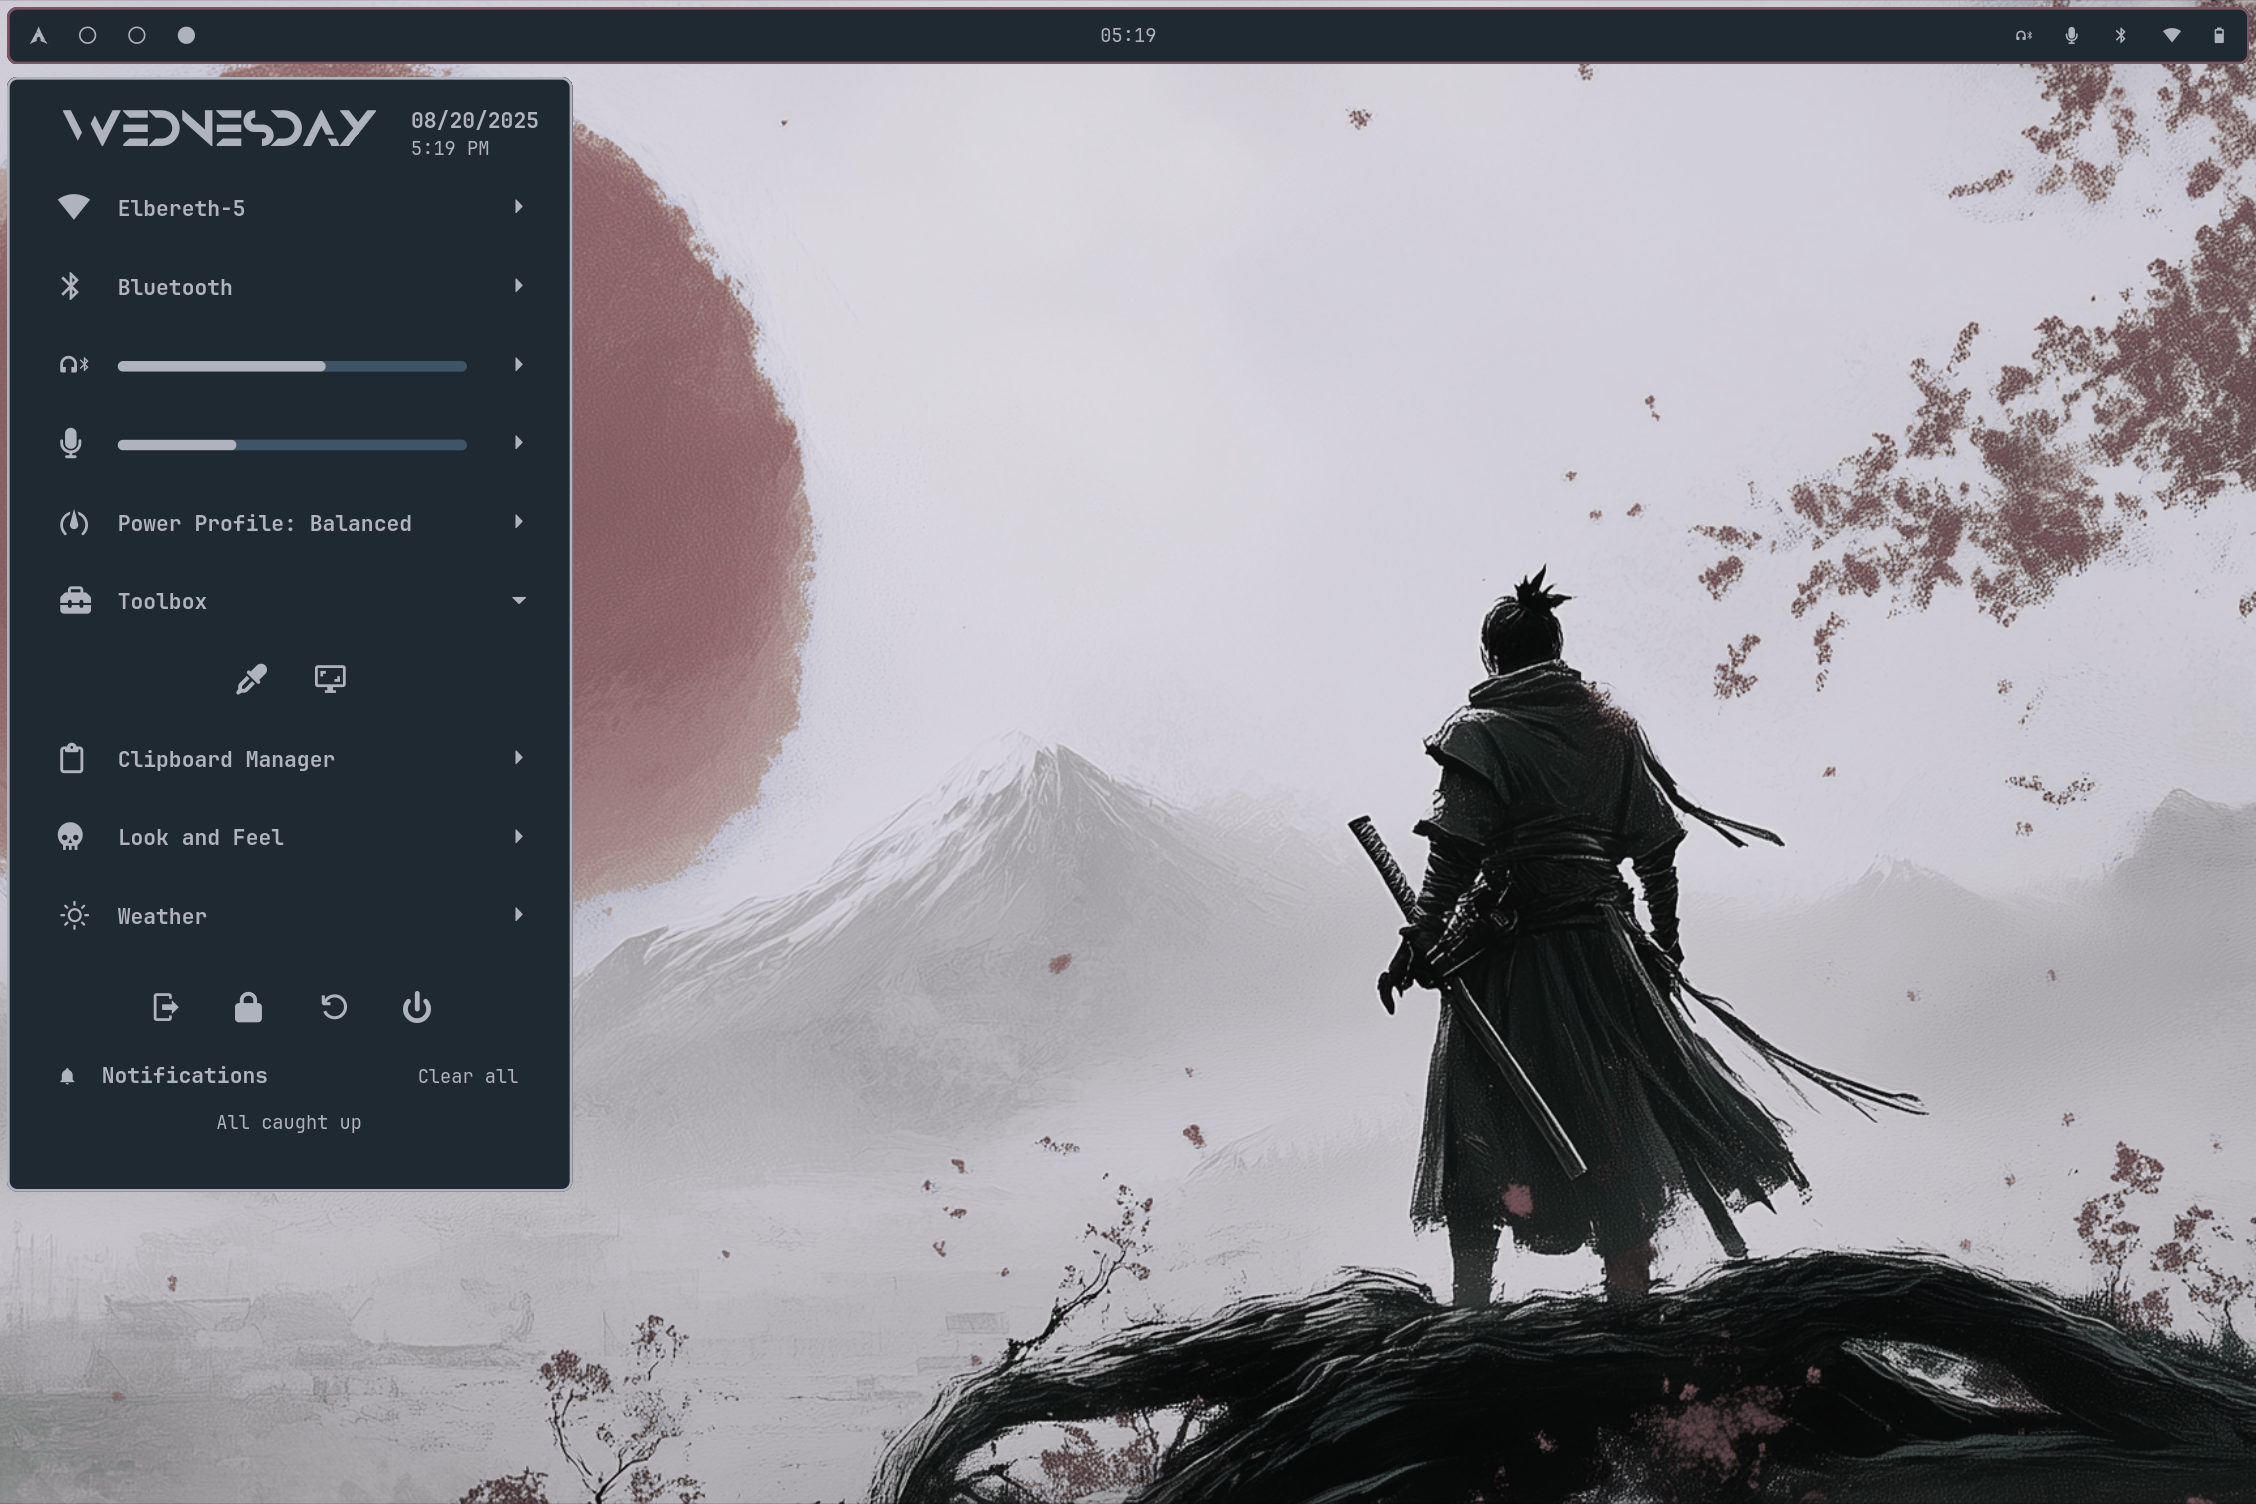 05:19
WEDNESDAY
08/20/2025
5:19 PM
Elbereth-5
Bluetooth
Power Profile: Balanced
Toolbox
Clipboard Manager
Look and Feel
Weather
Notifications
Clear all
All caught up